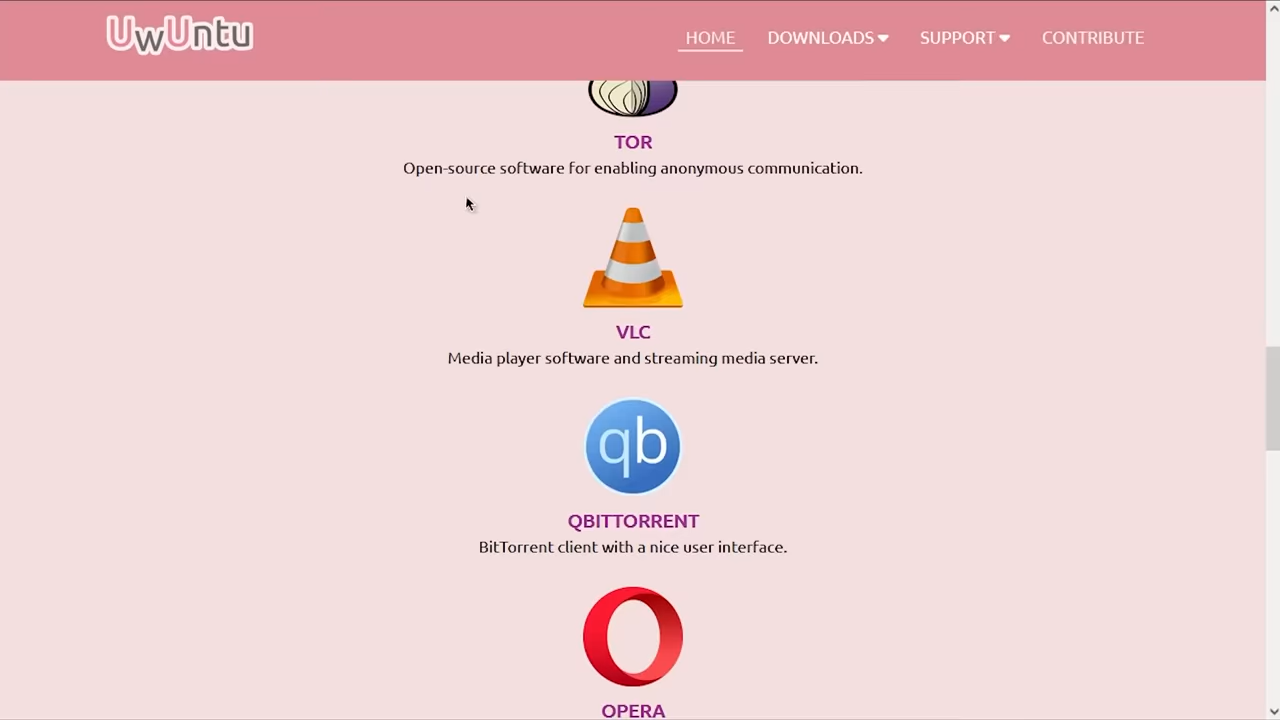 UwUntu
HOME DOWNLOADS SUPPORT CONTRIBUTE
TOR
Open-source software for enabling anonymous communication.
VLC
Media player software and streaming media server.
qb
QBITTORRENT
BitTorrent client with a nice user interface.
OPERA